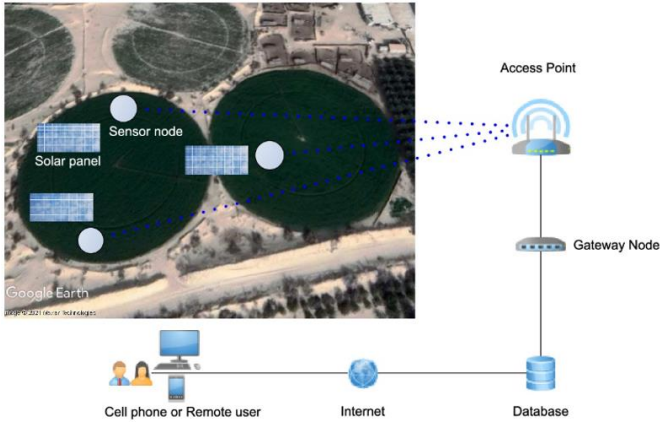 Access Point
Sensor node
Solar panel
Gateway Node
Google Earth
Cell phone or Remote user
Internet
Database